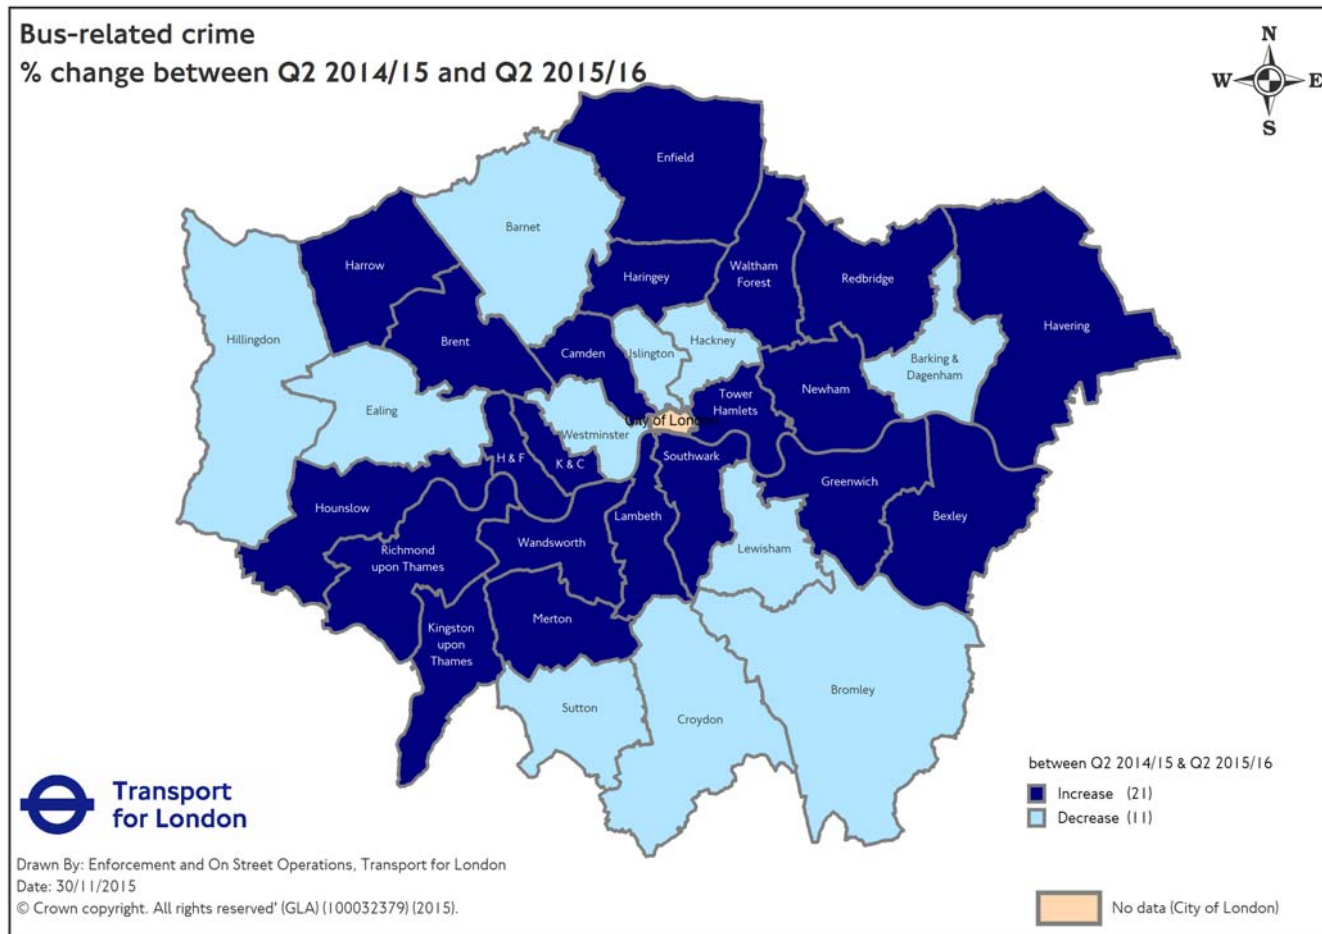 Bus-related crime
% change between Q2 2014/15 and Q2 2015/16
N
W
E
S
Enfield
Barnet
Harrow
Haringey
Waltham
Forest
Redbridge
Havering
Hillingdon
Brent
Camden
Islington
Hackney
Barking &
Dagenham
Ealing
Newham
Tower
Hamlets
City of London
Westminster
H & F
K & C
Southwark
Greenwich
Hounslow
Lambeth
Bexley
Wandsworth
Richmond
upon Thames
Lewisham
Merton
Kingston
upon
Thames
Sutton
Croydon
Bromley
between Q2 2014/15 & Q2 2015/16
Increase (21)
Decrease (11)
Transport
for London
Drawn By: Enforcement and On Street Operations, Transport for London
Date: 30/11/2015
© Crown copyright. All rights reserved' (GLA) (100032379) (2015).
No data (City of London)